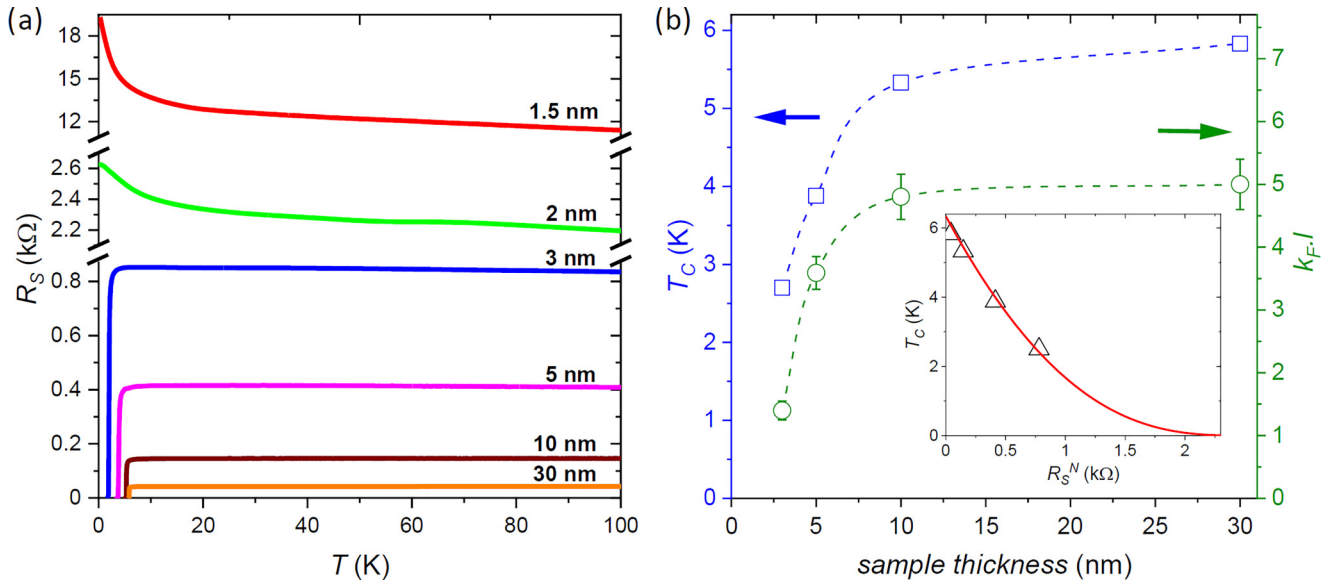 (a)
18
15
12
2.6
2.4
2.2
0.8
0.6
0.4
0.2
0
R_S (kΩ)
1.5 nm
2 nm
3 nm
5 nm
10 nm
30 nm
0 20 40 60 80 100
T (K)
(b)
6
5
4
3
2
1
0
T_C (K)
7
6
5
4
3
2
1
0
k_F.l
6
4
2
0
T_C (K)
0 0.5 1 1.5 2
R_S^N (kΩ)
0 5 10 15 20 25 30
sample thickness (nm)